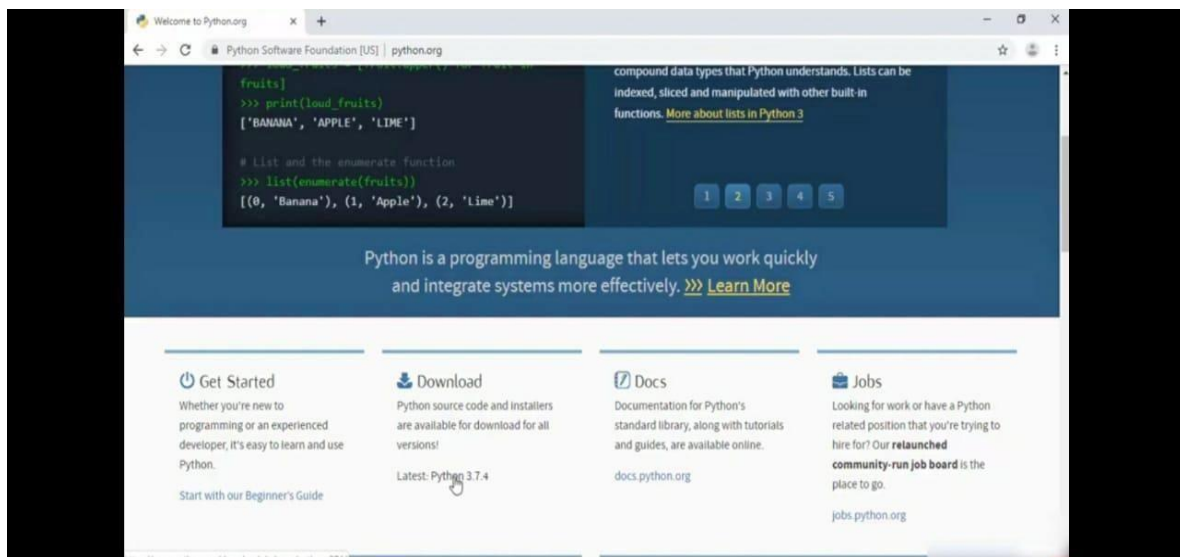 Welcome to Python.org
Python Software Foundation [US] | python.org
fruits]
>>> print(loud_fruits)
['BANANA', 'APPLE', 'LIME']
# List and the enumerate function
>>> list(enumerate(fruits))
[(0, 'Banana'), (1, 'Apple'), (2, 'Lime')]
compound data types that Python understands. Lists can be
indexed, sliced and manipulated with other built-in
functions. More about lists in Python 3
1 2 3 4 5
Python is a programming language that lets you work quickly
and integrate systems more effectively. >>> Learn More
Get Started
Whether you're new to
programming or an experienced
developer, it's easy to learn and use
Python.
Start with our Beginner's Guide
Download
Python source code and installers
are available for download for all
versions!
Latest: Python 3.7.4
Docs
Documentation for Python's
standard library, along with tutorials
and guides, are available online.
docs.python.org
Jobs
Looking for work or have a Python
related position that you're trying to
hire for? Our relaunched
community-run job board is the
place to go.
jobs.python.org